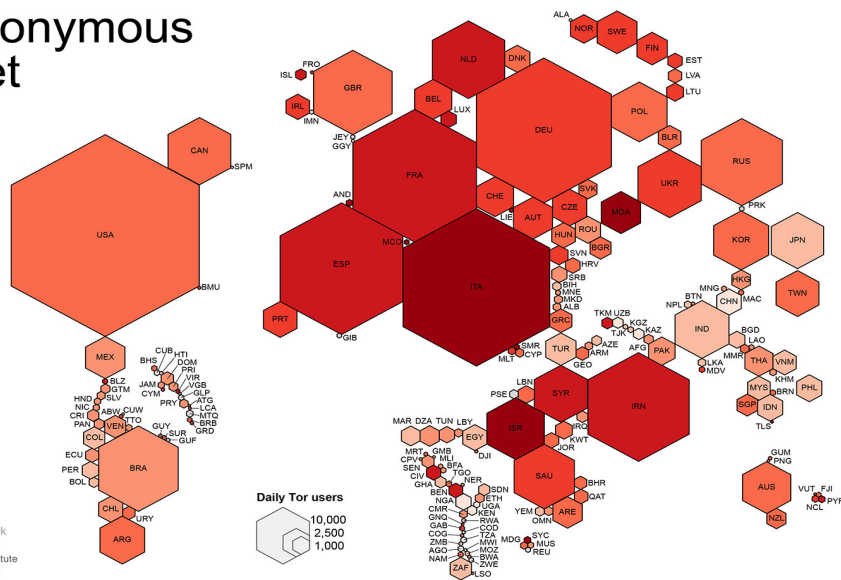 onymous
et
ALA
NOR
SWE
FIN
EST
LVA
LTU
FRO
ISL
GBR
IRL
IMN
JEY
GGY
NLD
DNK
BEL
LUX
DEU
POL
BLR
RUS
UKR
PRK
CAN
SPM
USA
BMU
FRA
AND
MCO
CHE
LIE
AUT
CZE
SVK
MDA
HUN
ROU
BGR
SVN
HRV
SRB
BIH
MNE
MKD
ALB
GRC
ESP
ITA
PRT
GIB
SMR
MLT
CYP
KOR
JPN
HKG
MNG
MAC
CHN
TWN
BTN
NPL
IND
BGD
LAO
MMR
LKA
MDV
THA
VNM
KHM
MYS
BRN
SGP
IDN
PHL
TLS
TKM
UZB
TJK
KGZ
KAZ
AFG
PAK
TUR
AZE
ARM
GEO
MEX
BLZ
GTM
SLV
HND
NIC
CRI
PAN
ABW
CUW
TTO
VEN
COL
ECU
PER
BOL
BRA
GUY
SUR
GUF
CHL
URY
ARG
CUB
HTI
BHS
DOM
PRI
VIR
VGB
JAM
CYM
PRY
GLP
ATG
LCA
MTQ
BRB
GRD
PSE
LBN
SYR
IRN
ISR
IRQ
KWT
JOR
SAU
BHR
QAT
YEM
OMN
ARE
MAR
DZA
TUN
LBY
EGY
DJI
MRT
GMB
CPV
MLI
SEN
BFA
CIV
TGO
GHA
NER
BEN
SDN
NGA
ETH
UGA
CMR
KEN
GNQ
RWA
GAB
COD
COG
TZA
ZMB
MWI
AGO
MOZ
NAM
BWA
ZWE
ZAF
LSO
SYC
MDG
MUS
REU
GUM
PNG
AUS
NZL
VUT
FJI
PYF
NCL
Daily Tor users
10,000
2,500
1,000
k
tute